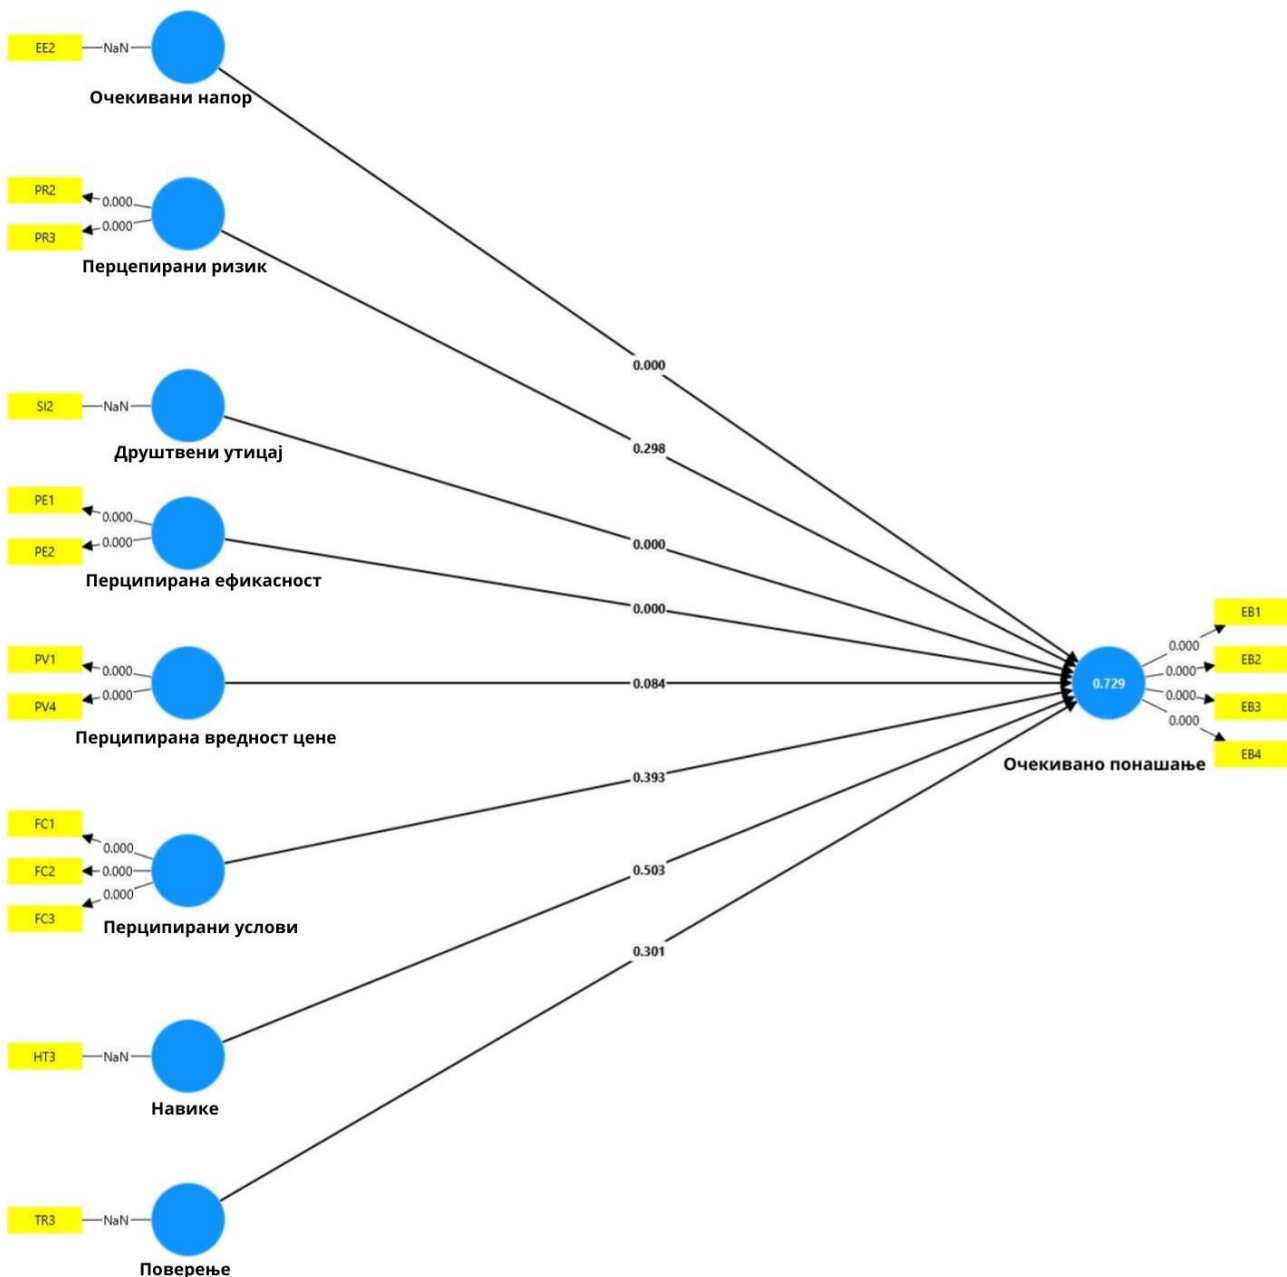 EE2
NaN
Очекивани напор
PR2
0.000
0.000
PR3
Перцепирани ризик
0.000
0.298
SI2
NaN
Друштвени утицај
PE1
0.000
0.000
PE2
Перципирана ефикасност
0.000
0.000
PV1
0.000
0.000
PV4
Перципирана вредност цене
0.084
0.729
EB1
0.000
EB2
0.000
0.000
EB3
0.000
EB4
Очекивано понашање
FC1
0.000
FC2
0.000
0.000
FC3
Перципирани услови
0.393
0.503
0.301
HT3
NaN
Навике
TR3
NaN
Поверење